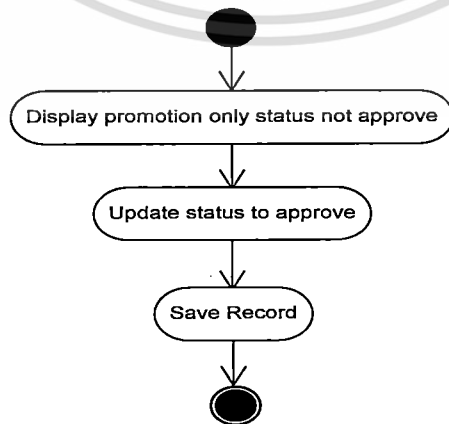 Display promotion only status not approve
Update status to approve
Save Record